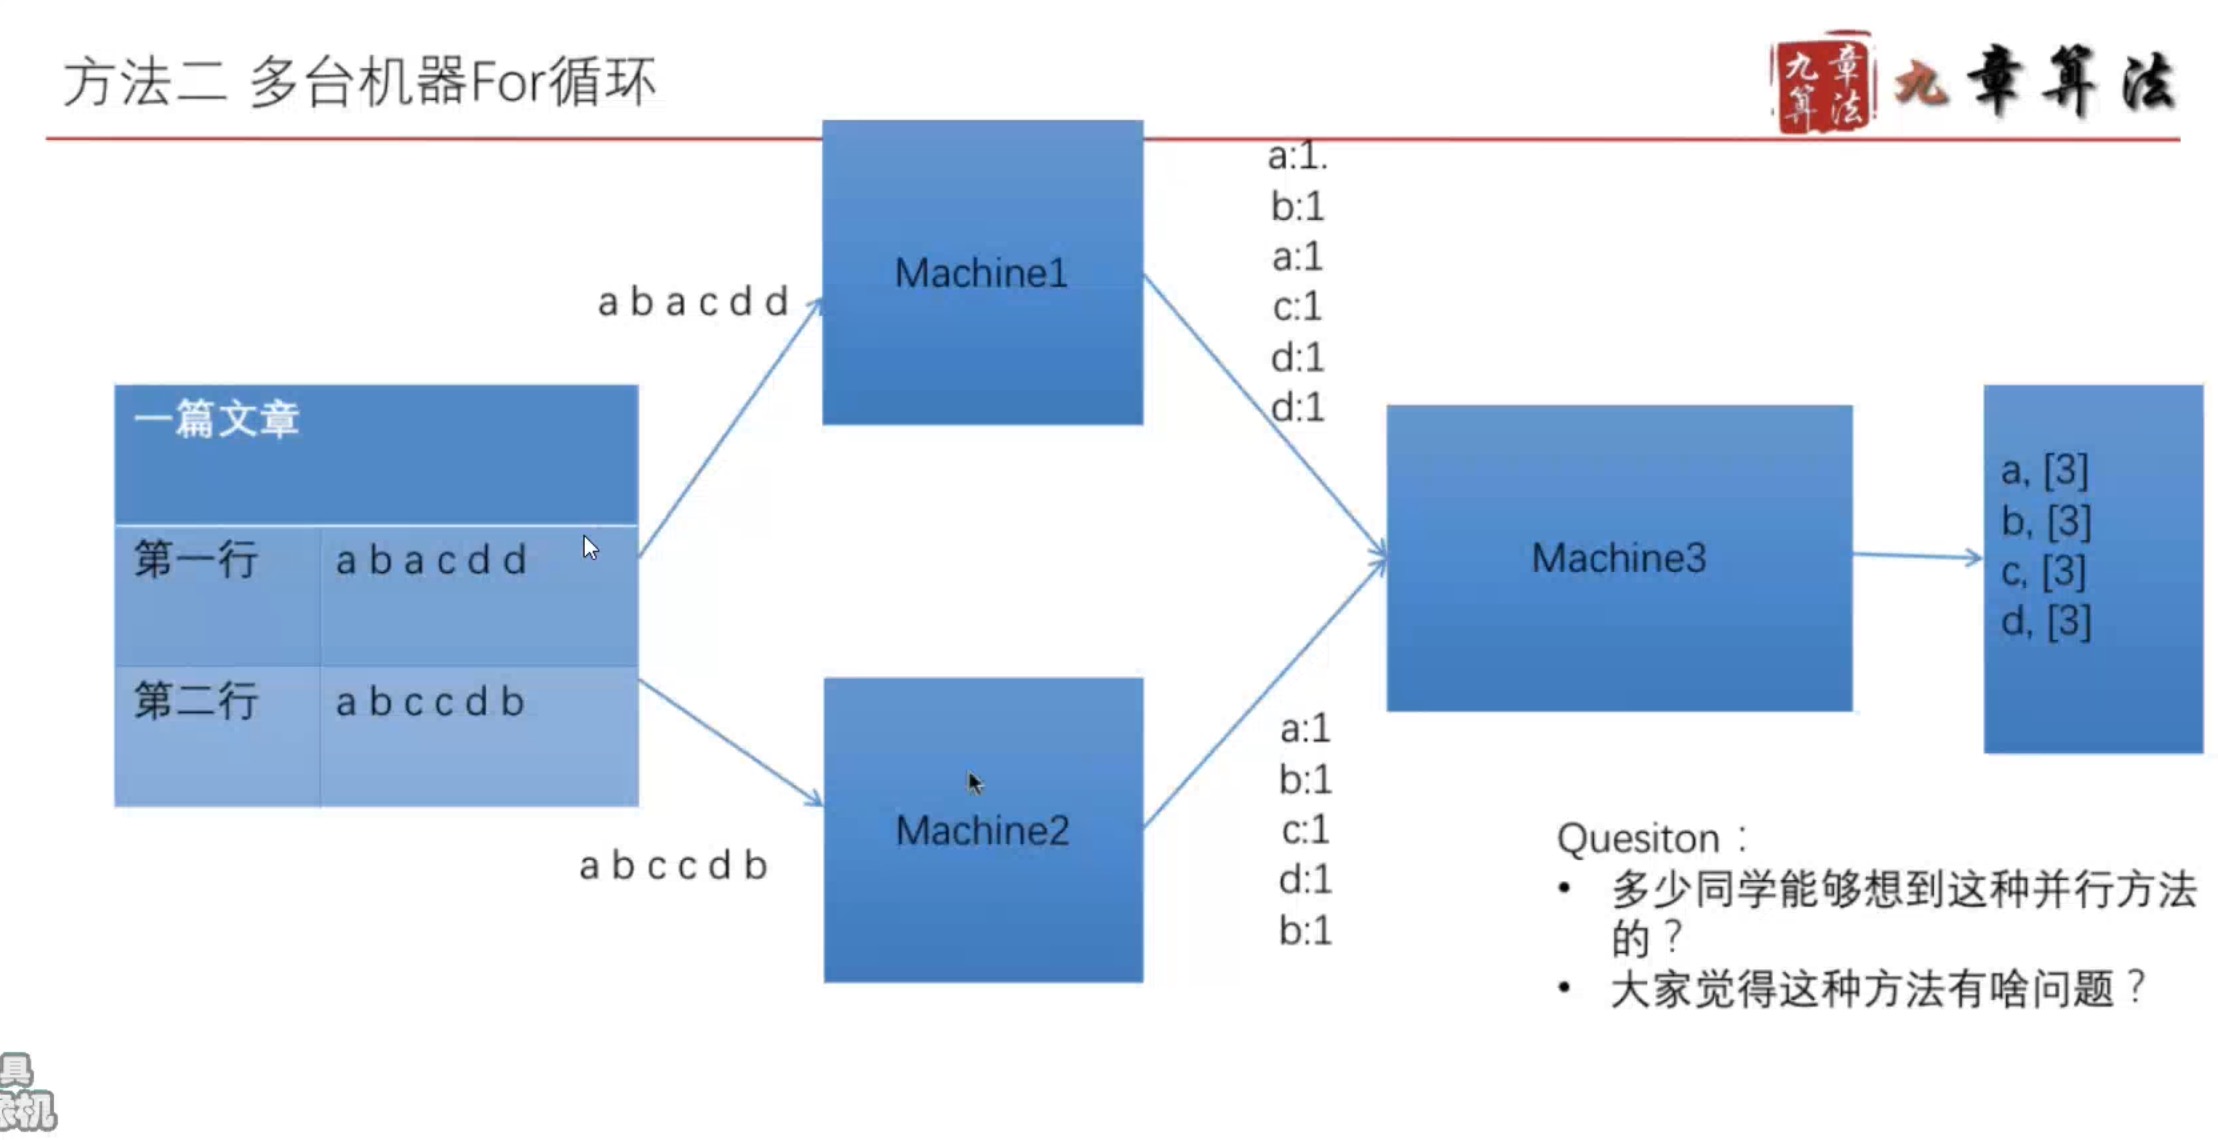 方法二 多台机器For循环
九章
算法
九章算法
a b a c d d
Machine1
a:1.
b:1
a:1
c:1
d:1
d:1
一篇文章
第一行 a b a c d d
第二行 a b c c d b
Machine3
a, [3]
b, [3]
c, [3]
d, [3]
a b c c d b
Machine2
a:1
b:1
c:1
d:1
b:1
Quesiton：
• 多少同学能够想到这种并行方法
的？
• 大家觉得这种方法有啥问题？
具
机